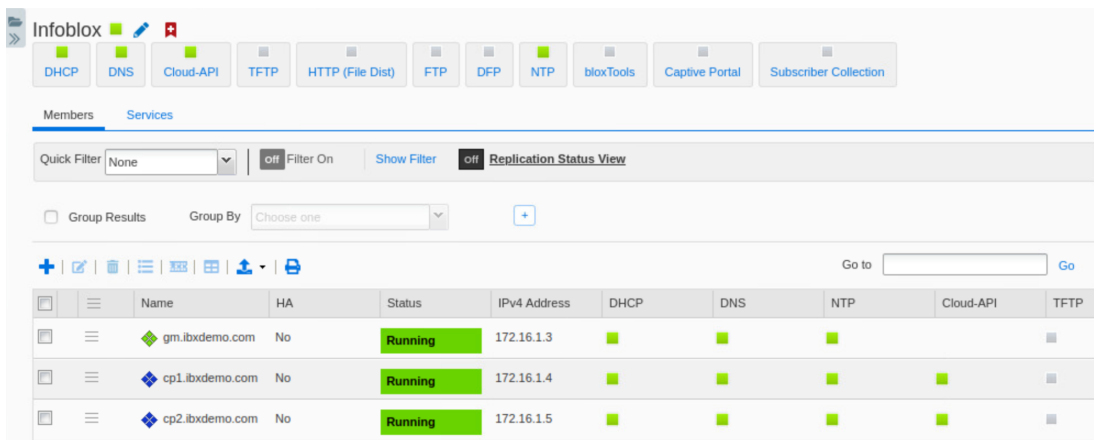 Infoblox
DHCP DNS Cloud-API TFTP HTTP (File Dist) FTP DFP NTP bloxTools Captive Portal Subscriber Collection
Members Services
Quick Filter None Off Filter On Show Filter Off Replication Status View
Group Results Group By Choose one +
Go to Go
Name HA Status IPv4 Address DHCP DNS NTP Cloud-API TFTP
gm.ibxdemo.com No Running 172.16.1.3
cp1.ibxdemo.com No Running 172.16.1.4
cp2.ibxdemo.com No Running 172.16.1.5